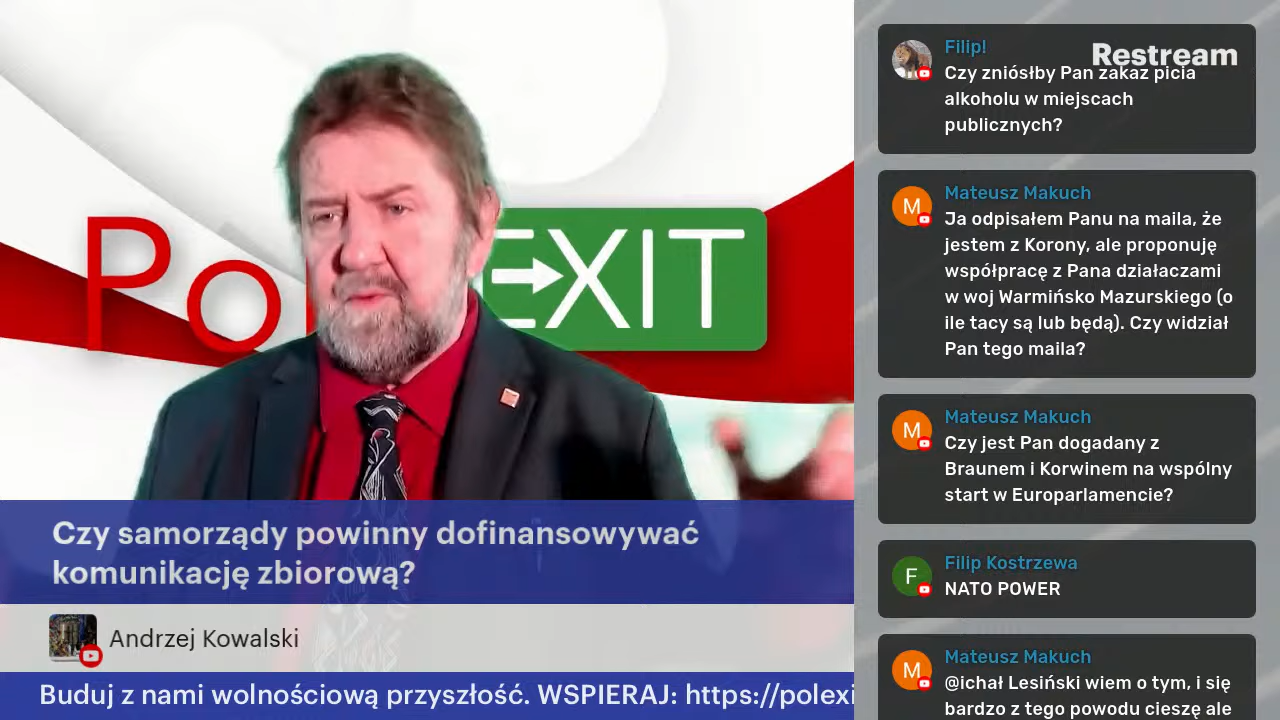 PolEXIT
Czy samorządy powinny dofinansowywać
komunikację zbiorową?
Andrzej Kowalski
Buduj z nami wolnościową przyszłość. WSPIERAJ: https://polexi
Restream
Filip!
Czy zniósłby Pan zakaz picia
alkoholu w miejscach
publicznych?
M
Mateusz Makuch
Ja odpisałem Panu na maila, że
jestem z Korony, ale proponuję
współpracę z Pana działaczami
w woj Warmińsko Mazurskiego (o
ile tacy są lub będą). Czy widział
Pan tego maila?
M
Mateusz Makuch
Czy jest Pan dogadany z
Braunem i Korwinem na wspólny
start w Europarlamencie?
F
Filip Kostrzewa
NATO POWER
M
Mateusz Makuch
@ichał Lesiński wiem o tym, i się
bardzo z tego powodu cieszę ale